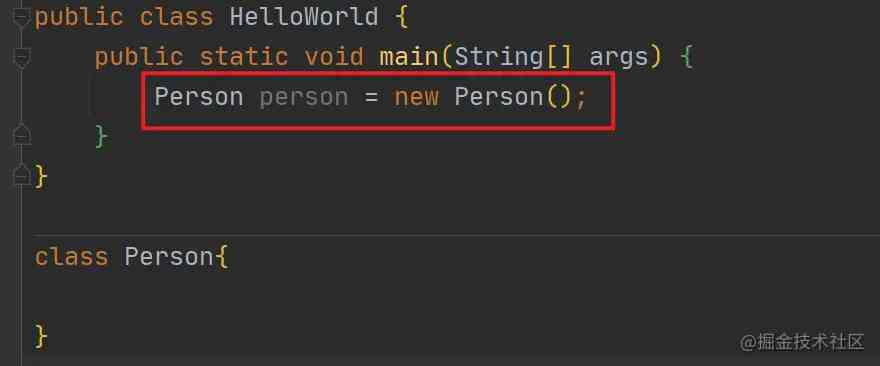 public class HelloWorld {
    public static void main(String[] args) {
        Person person = new Person();
    }
}
class Person{
}
@掘金技术社区